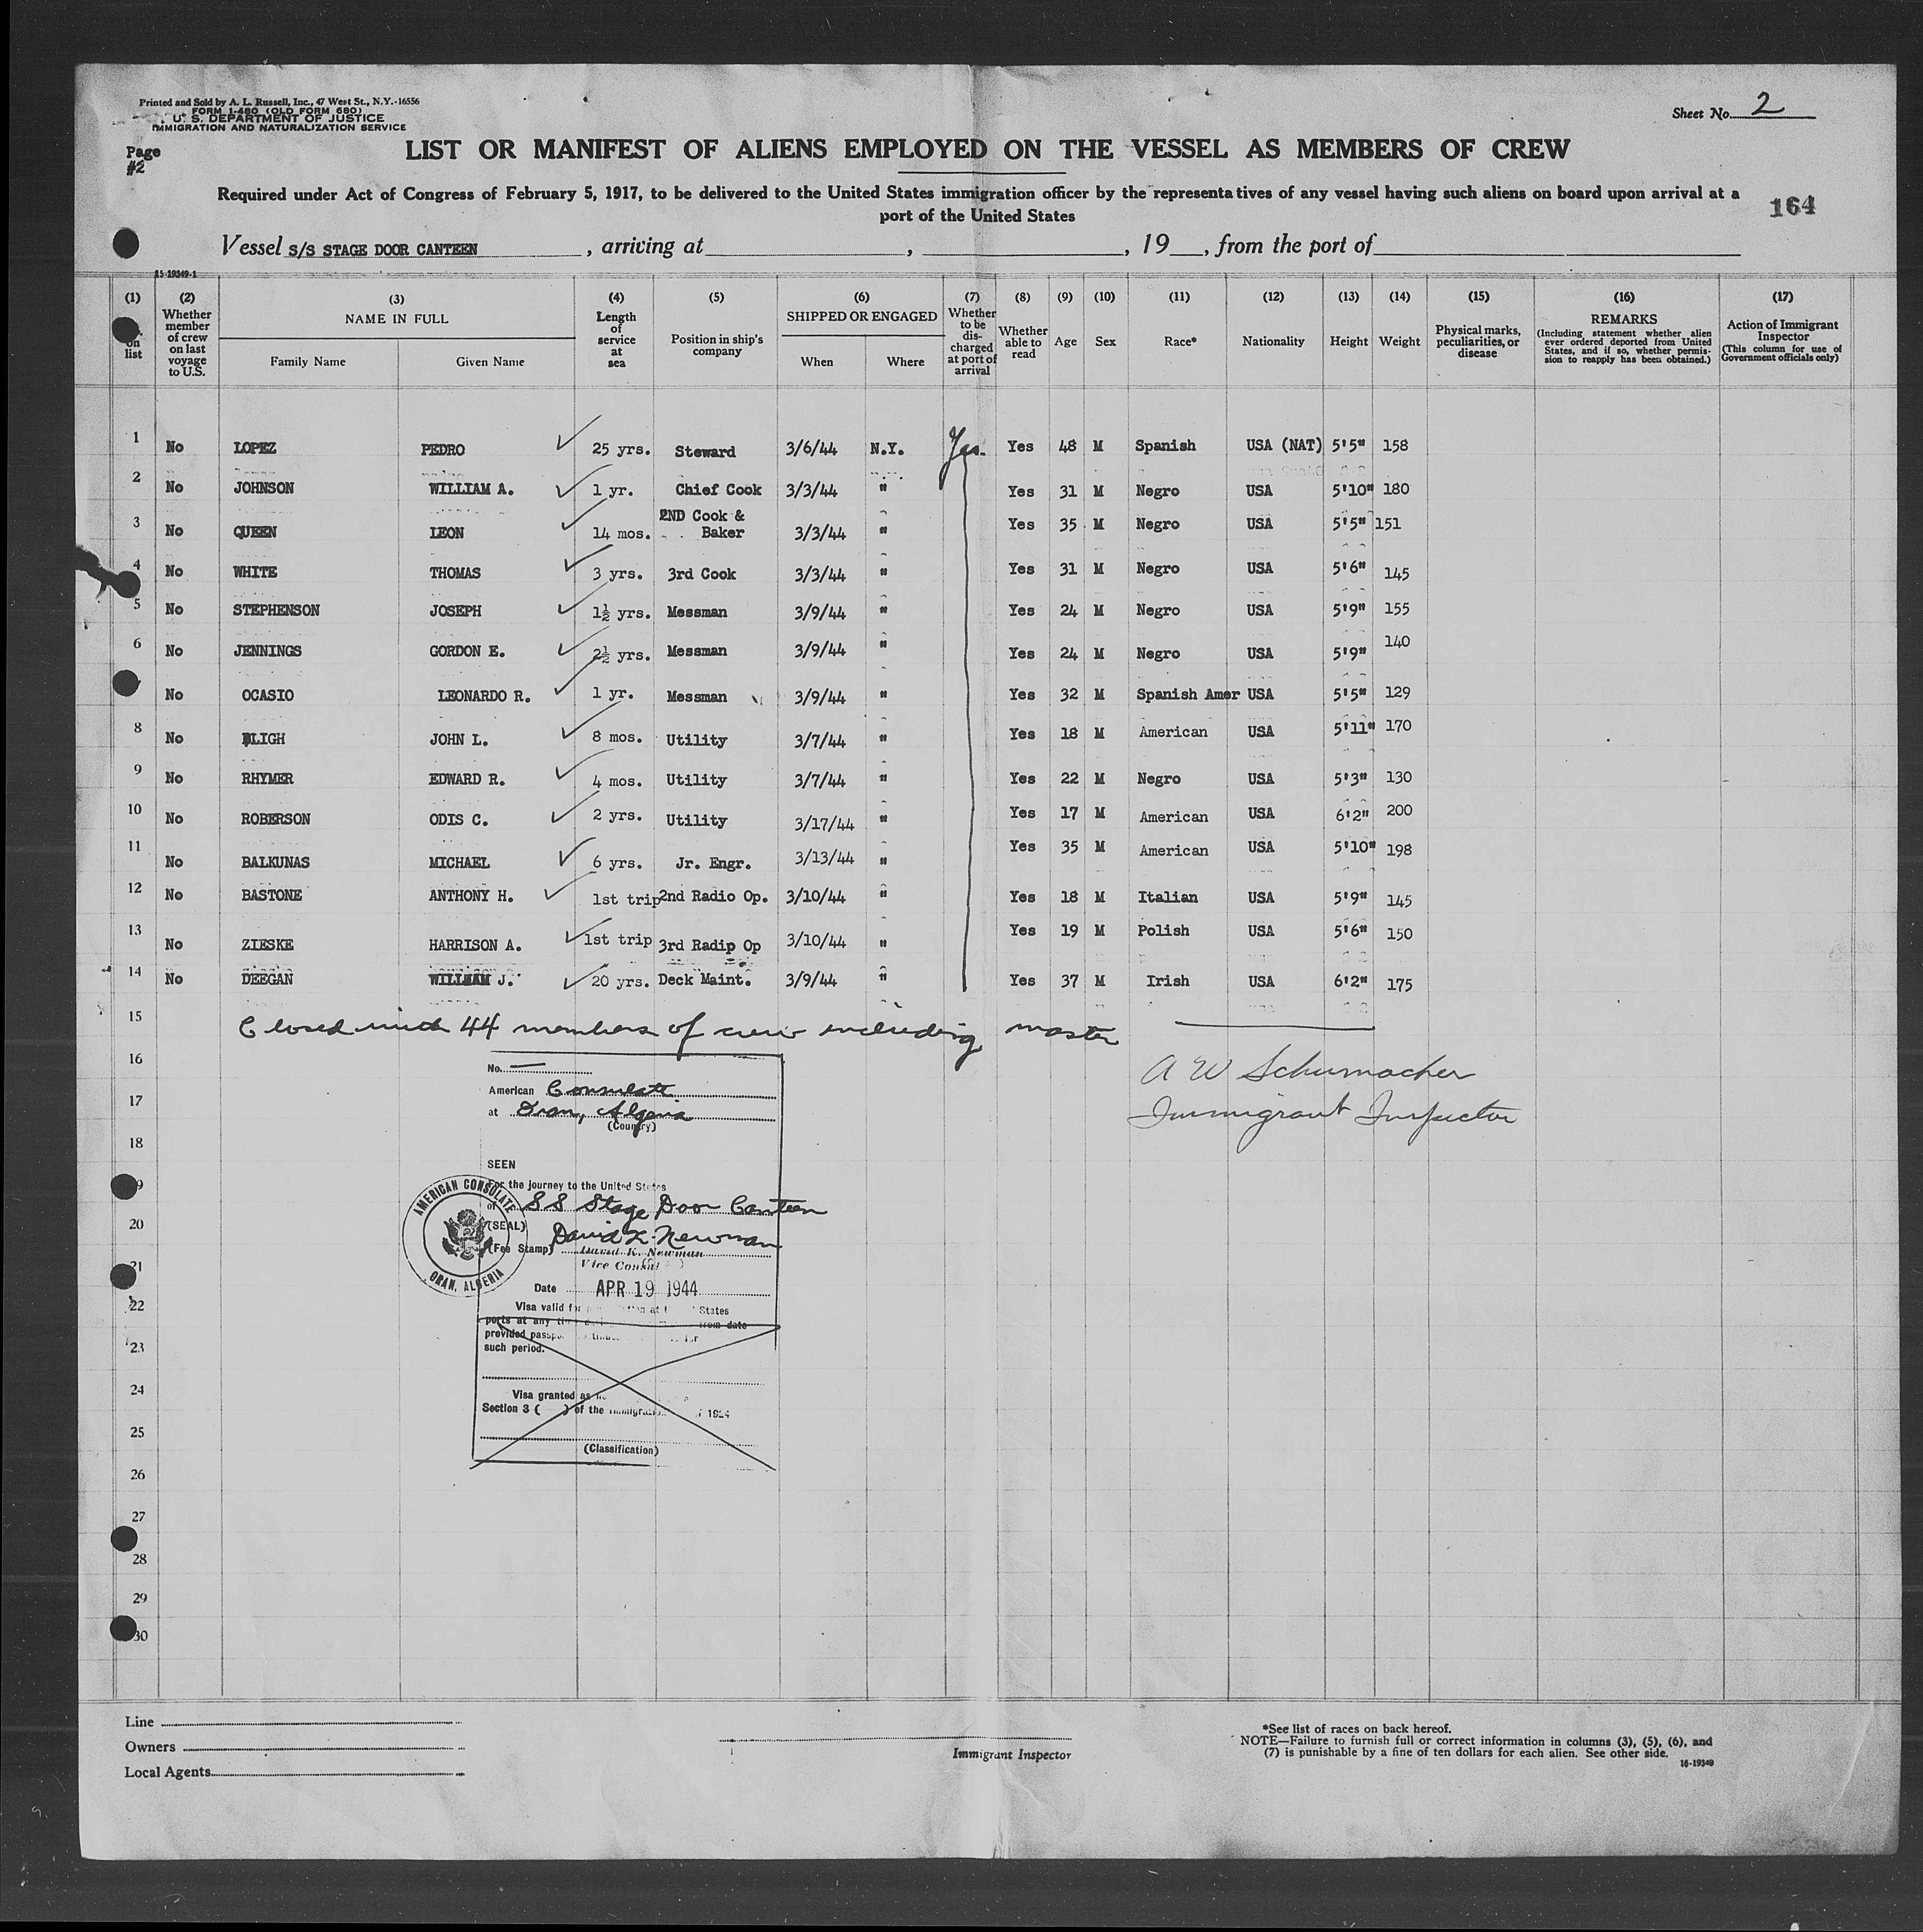 Printed and Sold by A. L. Russell, Inc., 47 West St., N.Y.-16556
FORM I-480 (OLD FORM 680)
U. S. DEPARTMENT OF JUSTICE
IMMIGRATION AND NATURALIZATION SERVICE
Sheet No. 2
Page #2
LIST OR MANIFEST OF ALIENS EMPLOYED ON THE VESSEL AS MEMBERS OF CREW
Required under Act of Congress of February 5, 1917, to be delivered to the United States immigration officer by the representatives of any vessel having such aliens on board upon arrival at a
port of the United States
164
Vessel S/S STAGE DOOR CANTEEN, arriving at , , 19 , from the port of
15-19349-1
(1) on list (2) Whether member of crew on last voyage to U.S. (3) NAME IN FULL Family Name Given Name (4) Length of service at sea (5) Position in ship's company (6) SHIPPED OR ENGAGED When Where (7) Whether to be discharged at port of arrival (8) Whether able to read (9) Age (10) Sex (11) Race* (12) Nationality (13) Height (14) Weight (15) Physical marks, peculiarities, or disease (16) REMARKS (Including statement whether alien ever ordered deported from United States, and if so, whether permission to reapply has been obtained.) (17) Action of Immigrant Inspector (This column for use of Government officials only)
1 No LOPEZ PEDRO 25 yrs. Steward 3/6/44 N.Y. Yes Yes 48 M Spanish USA (NAT) 5'5" 158
2 No JOHNSON WILLIAM A. 1 yr. Chief Cook 3/3/44 " Yes 31 M Negro USA 5'10" 180
3 No QUEEN LEON 14 mos. 2ND Cook & Baker 3/3/44 " Yes 35 M Negro USA 5'5" 151
4 No WHITE THOMAS 3 yrs. 3rd Cook 3/3/44 " Yes 31 M Negro USA 5'6" 145
5 No STEPHENSON JOSEPH 1½ yrs. Messman 3/9/44 " Yes 24 M Negro USA 5'9" 155
6 No JENNINGS GORDON E. 2½ yrs. Messman 3/9/44 " Yes 24 M Negro USA 5'9" 140
No OCASIO LEONARDO R. 1 yr. Messman 3/9/44 " Yes 32 M Spanish Amer USA 5'5" 129
8 No BLIGH JOHN L. 8 mos. Utility 3/7/44 " Yes 18 M American USA 5'11" 170
9 No RHYMER EDWARD R. 4 mos. Utility 3/7/44 " Yes 22 M Negro USA 5'3" 130
10 No ROBERSON ODIS C. 2 yrs. Utility 3/17/44 " Yes 17 M American USA 6'2" 200
11 No BALKUNAS MICHAEL 6 yrs. Jr. Engr. 3/13/44 " Yes 35 M American USA 5'10" 198
12 No BASTONE ANTHONY H. 1st trip 2nd Radio Op. 3/10/44 " Yes 18 M Italian USA 5'9" 145
13 No ZIESKE HARRISON A. 1st trip 3rd Radip Op 3/10/44 " Yes 19 M Polish USA 5'6" 150
14 No DEEGAN WILLIAM J. 20 yrs. Deck Maint. 3/9/44 " Yes 37 M Irish USA 6'2" 175
15 Closed with 44 members of crew including master
16
A W Schumacher
17
Immigrant Inspector
18
20
21
22
23
24
25
26
27
28
29
30
No.
American Consulate
at Oran, Algeria
(Country)
SEEN
For the journey to the United States
of SS Stage Door Canteen
(SEAL)
David K. Newman
(Fee Stamp) David K. Newman
Vice Consul
Date APR 19 1944
Visa valid for States
ports at any from date
provided
such period.
Visa granted as
Section 3 ( ) of the 1924
(Classification)
AMERICAN CONSULATE
ORAN, ALGERIA
Line
Owners
Local Agents
Immigrant Inspector
*See list of races on back hereof.
NOTE—Failure to furnish full or correct information in columns (3), (5), (6), and
(7) is punishable by a fine of ten dollars for each alien. See other side.
16-19349